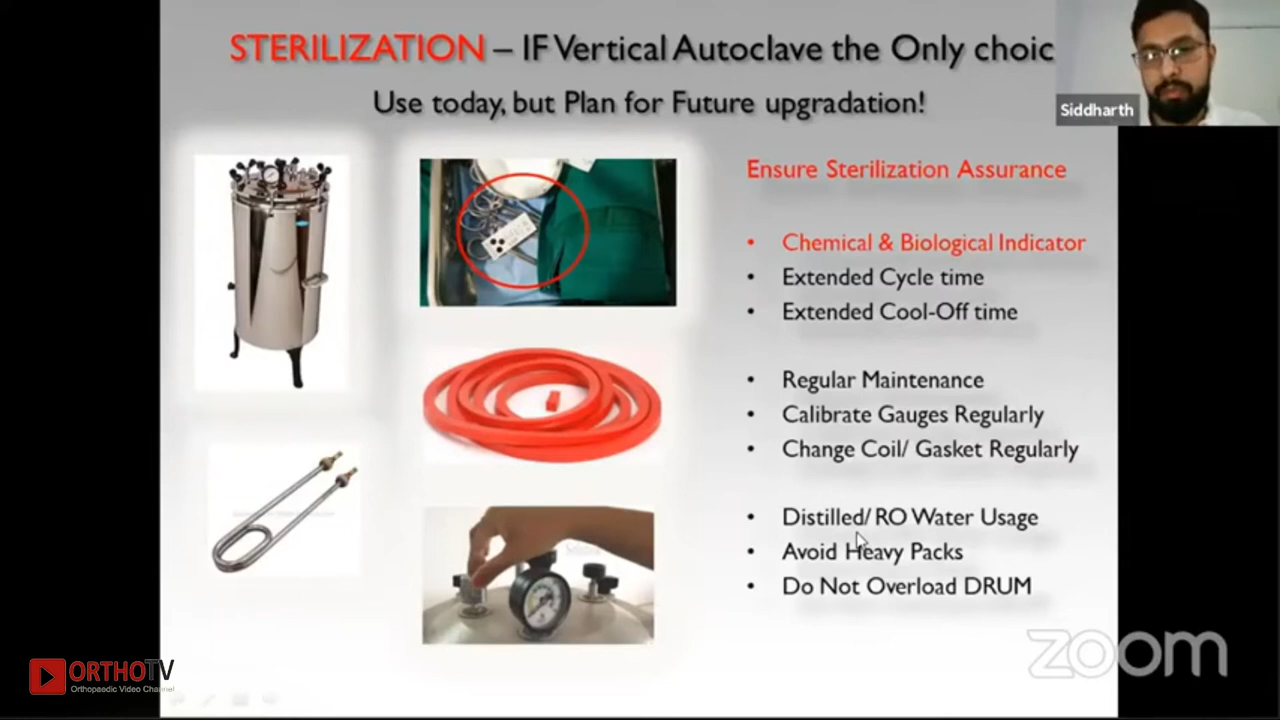 STERILIZATION – IF Vertical Autoclave the Only choic
Use today, but Plan for Future upgradation!
Siddharth
Ensure Sterilization Assurance
• Chemical & Biological Indicator
• Extended Cycle time
• Extended Cool-Off time
• Regular Maintenance
• Calibrate Gauges Regularly
• Change Coil/ Gasket Regularly
• Distilled/ RO Water Usage
• Avoid Heavy Packs
• Do Not Overload DRUM
zoom
ORTHOTV
Orthopaedic Video Channel